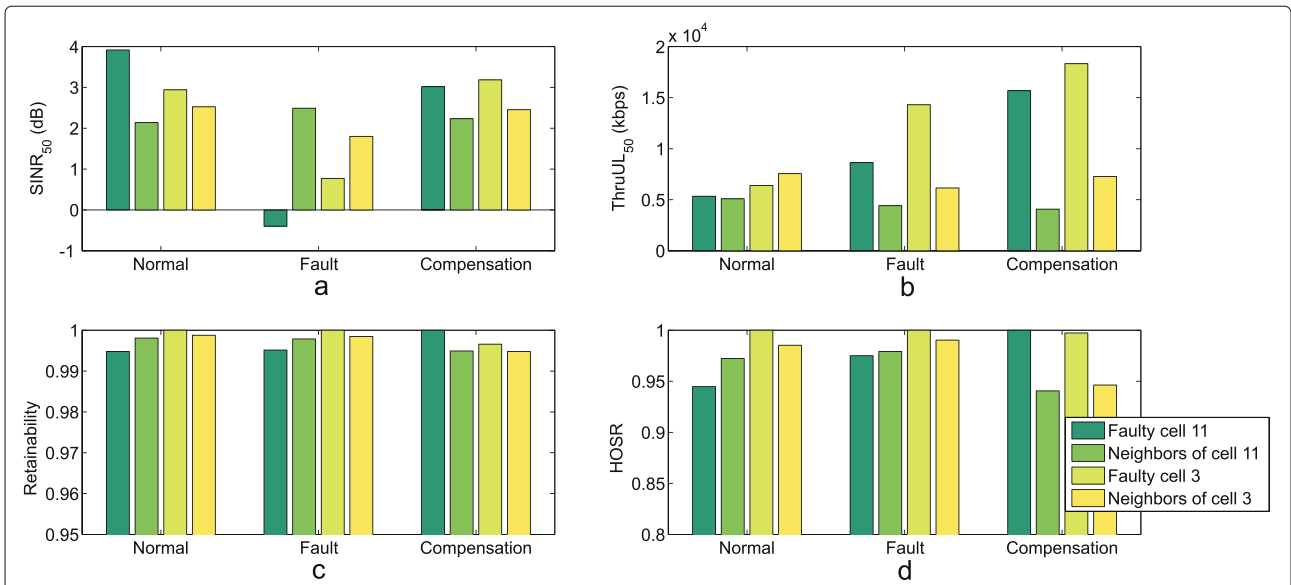 4
3
2
1
0
-1
SINR50 (dB)
Normal
Fault
Compensation
a
x 10^4
2
1.5
1
0.5
0
ThruUL50 (kbps)
Normal
Fault
Compensation
b
1
0.99
0.98
0.97
0.96
0.95
Retainability
Normal
Fault
Compensation
c
1
0.95
0.9
0.85
0.8
HOSR
Normal
Fault
Compensation
d
Faulty cell 11
Neighbors of cell 11
Faulty cell 3
Neighbors of cell 3